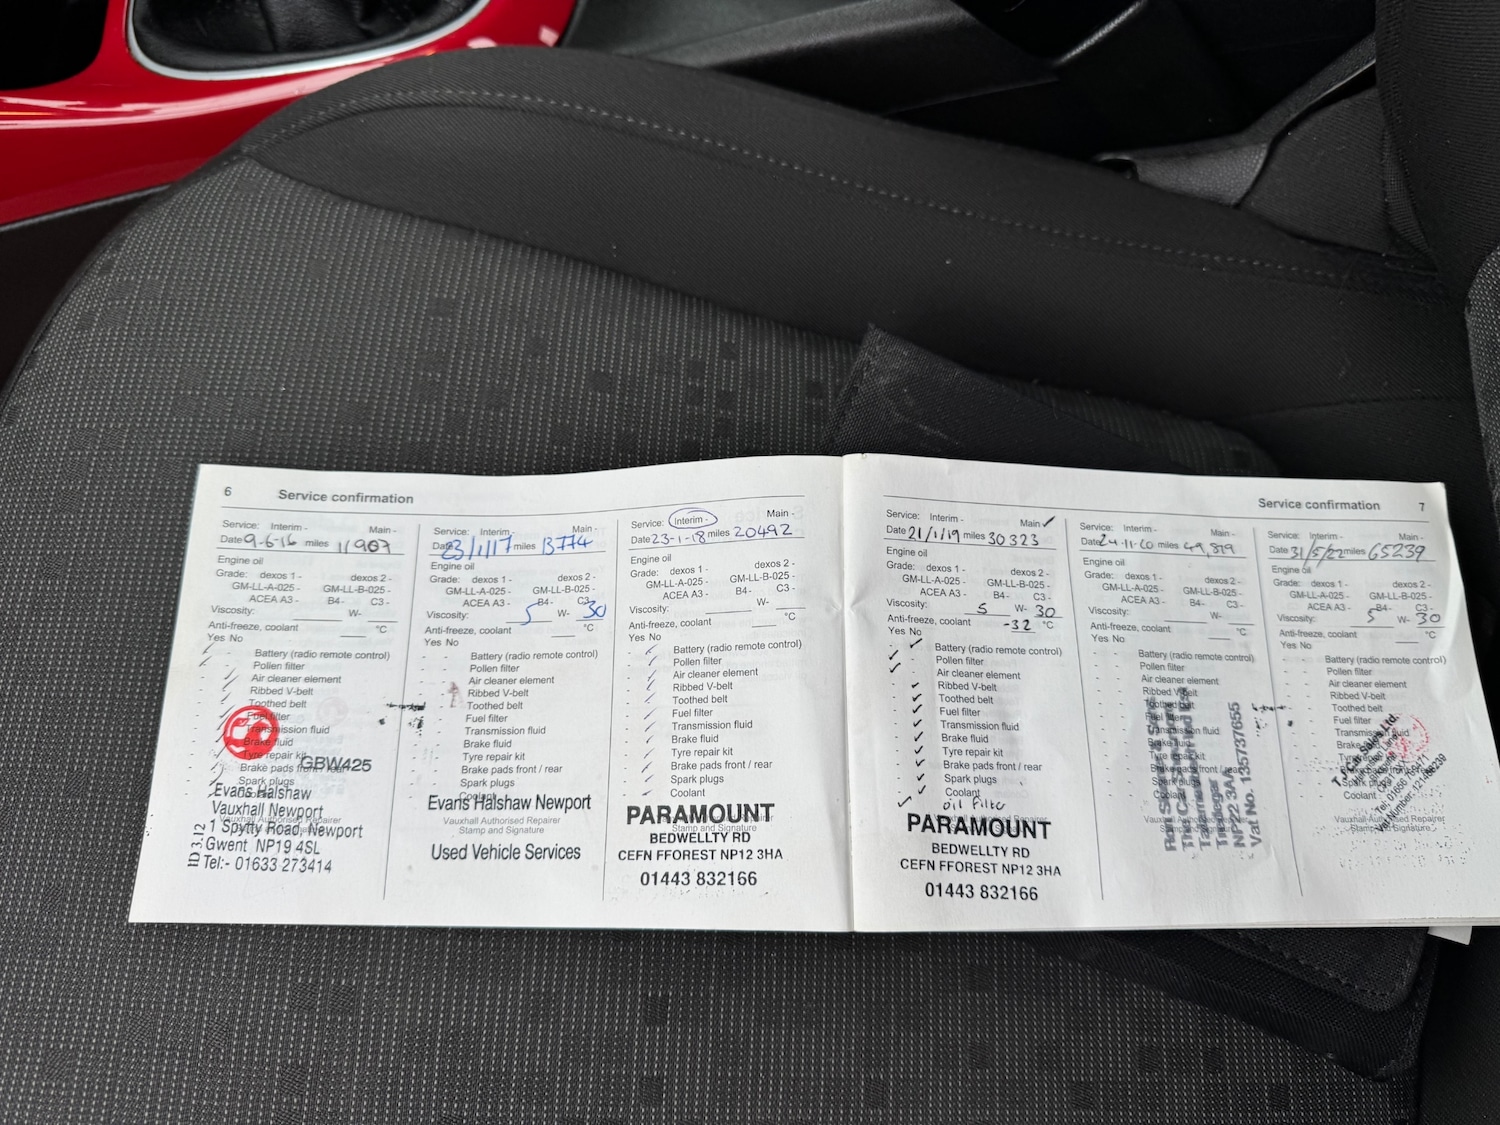 6 Service confirmation
Service: Interim - Main -
Date 9-6-16 miles 11907
Engine oil
Grade: dexos 1 - dexos 2 -
GM-LL-A-025 - GM-LL-B-025 -
ACEA A3 - B4- C3 -
Viscosity: W-
Anti-freeze, coolant °C
Yes No
Battery (radio remote control)
Pollen filter
Air cleaner element
Ribbed V-belt
Toothed belt
Fuel filter
Transmission fluid
Brake fluid
Tyre repair kit
Brake pads front / rear
Spark plugs
GBW425
Evans Halshaw
Vauxhall Newport
1 Spytty Road, Newport
Gwent NP19 4SL
Tel:- 01633 273414
ID 3.12
Service: Interim- Main -
Date 23/1/17 miles 13774
Engine oil
Grade: dexos 1 - dexos 2 -
GM-LL-A-025 - GM-LL-B-025 -
ACEA A3 - B4- C3 -
Viscosity: 5 W- 30
Anti-freeze, coolant °C
Yes No
Battery (radio remote control)
Pollen filter
Air cleaner element
Ribbed V-belt
Toothed belt
Fuel filter
Transmission fluid
Brake fluid
Tyre repair kit
Brake pads front / rear
Spark plugs
Coolant
Evans Halshaw Newport
Vauxhall Authorised Repairer
Stamp and Signature
Used Vehicle Services
Service: Interim - Main -
Date 23-1-18 miles 20492
Engine oil
Grade: dexos 1 - dexos 2 -
GM-LL-A-025 - GM-LL-B-025 -
ACEA A3 - B4- C3 -
Viscosity: W-
Anti-freeze, coolant °C
Yes No
Battery (radio remote control)
Pollen filter
Air cleaner element
Ribbed V-belt
Toothed belt
Fuel filter
Transmission fluid
Brake fluid
Tyre repair kit
Brake pads front / rear
Spark plugs
Coolant
PARAMOUNT
Stamp and Signature
BEDWELLTY RD
CEFN FFOREST NP12 3HA
01443 832166
Service confirmation 7
Service: Interim - Main ✓
Date 21/1/19 miles 30323
Engine oil
Grade: dexos 1 - dexos 2 -
GM-LL-A-025 - GM-LL-B-025 -
ACEA A3 - B4- C3 -
Viscosity: 5 W- 30
Anti-freeze, coolant -32 °C
Yes No
Battery (radio remote control)
Pollen filter
Air cleaner element
Ribbed V-belt
Toothed belt
Fuel filter
Transmission fluid
Brake fluid
Tyre repair kit
Brake pads front / rear
Spark plugs
Coolant
oil filter
PARAMOUNT
BEDWELLTY RD
CEFN FFOREST NP12 3HA
01443 832166
Service: Interim - Main -
Date 24-11-20 miles 49,879
Engine oil
Grade: dexos 1 - dexos 2 -
GM-LL-A-025 - GM-LL-B-025 -
ACEA A3 - B4- C3 -
Viscosity: W-
Anti-freeze, coolant °C
Yes No
Battery (radio remote control)
Pollen filter
Air cleaner element
Ribbed V-belt
Toothed belt
Fuel filter
Transmission fluid
Brake fluid
Tyre repair kit
Brake pads front / rear
Spark plugs
Coolant
Tredegar
NP22 3AA
Vat No. 135737655
Service: Interim - Main -
Date 31/5/22 miles 65239
Engine oil
Grade: dexos 1 - dexos 2 -
GM-LL-A-025 - GM-LL-B-025 -
ACEA A3 - B4- C3 -
Viscosity: 5 W- 30
Anti-freeze, coolant °C
Yes No
Battery (radio remote control)
Pollen filter
Air cleaner element
Ribbed V-belt
Toothed belt
Fuel filter
Transmission fluid
Brake
Tyre repair
Brake pads
Spark
Coolant
Vauxhall Authorised Repairer
Stamp and Signature